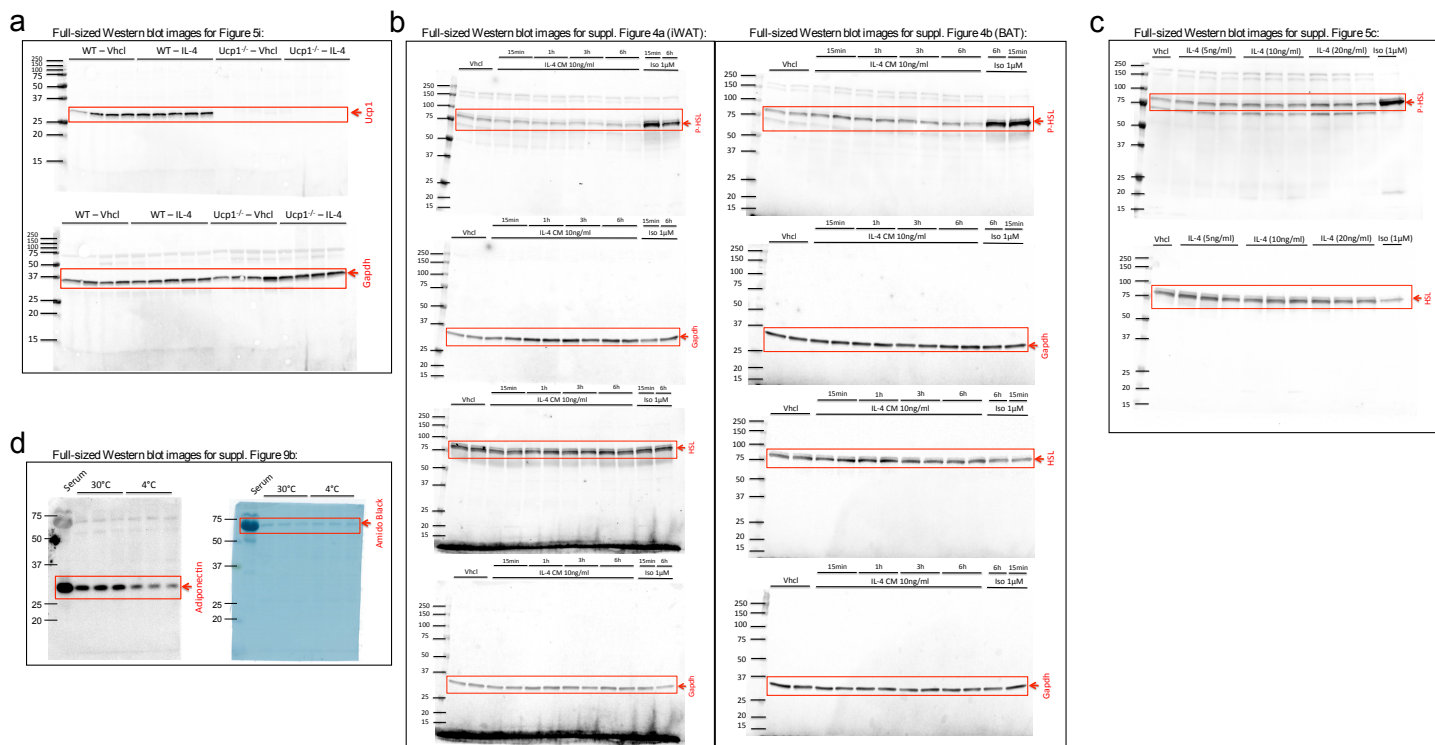 a
Full-sized Western blot images for Figure 5i:
WT – Vhcl WT – IL-4 Ucp1-/- – Vhcl Ucp1-/- – IL-4
250
150
100
75
50
37
25
20
15
Ucp1
WT – Vhcl WT – IL-4 Ucp1-/- – Vhcl Ucp1-/- – IL-4
250
150
100
75
50
37
25
20
15
Gapdh
b
Full-sized Western blot images for suppl. Figure 4a (iWAT):
15min 1h 3h 6h 15min 6h
Vhcl IL-4 CM 10ng/ml Iso 1µM
250
150
100
75
50
37
25
20
15
P-HSL
15min 1h 3h 6h 15min 6h
Vhcl IL-4 CM 10ng/ml Iso 1µM
250
150
100
75
50
37
25
20
15
Gapdh
15min 1h 3h 6h 15min 6h
Vhcl IL-4 CM 10ng/ml Iso 1µM
250
150
100
75
50
37
25
20
15
HSL
15min 1h 3h 6h 15min 6h
Vhcl IL-4 CM 10ng/ml Iso 1µM
250
150
100
75
50
37
25
20
15
Gapdh
Full-sized Western blot images for suppl. Figure 4b (BAT):
15min 1h 3h 6h 6h 15min
Vhcl IL-4 CM 10ng/ml Iso 1µM
250
150
100
75
50
37
25
20
15
P-HSL
15min 1h 3h 6h 6h 15min
Vhcl IL-4 CM 10ng/ml Iso 1µM
250
150
100
75
50
37
25
20
15
Gapdh
15min 1h 3h 6h 6h 15min
Vhcl IL-4 CM 10ng/ml Iso 1µM
250
150
100
75
50
37
25
20
15
HSL
15min 1h 3h 6h 6h 15min
Vhcl IL-4 CM 10ng/ml Iso 1µM
250
150
100
75
50
37
25
20
15
Gapdh
c
Full-sized Western blot images for suppl. Figure 5c:
Vhcl IL-4 (5ng/ml) IL-4 (10ng/ml) IL-4 (20ng/ml) Iso (1µM)
250
150
100
75
50
37
25
20
15
P-HSL
Vhcl IL-4 (5ng/ml) IL-4 (10ng/ml) IL-4 (20ng/ml) Iso (1µM)
250
150
100
75
50
37
25
20
15
HSL
d
Full-sized Western blot images for suppl. Figure 9b:
Serum 30°C 4°C
75
50
37
25
20
Adiponectin
Serum 30°C 4°C
75
50
37
25
20
Amido Black